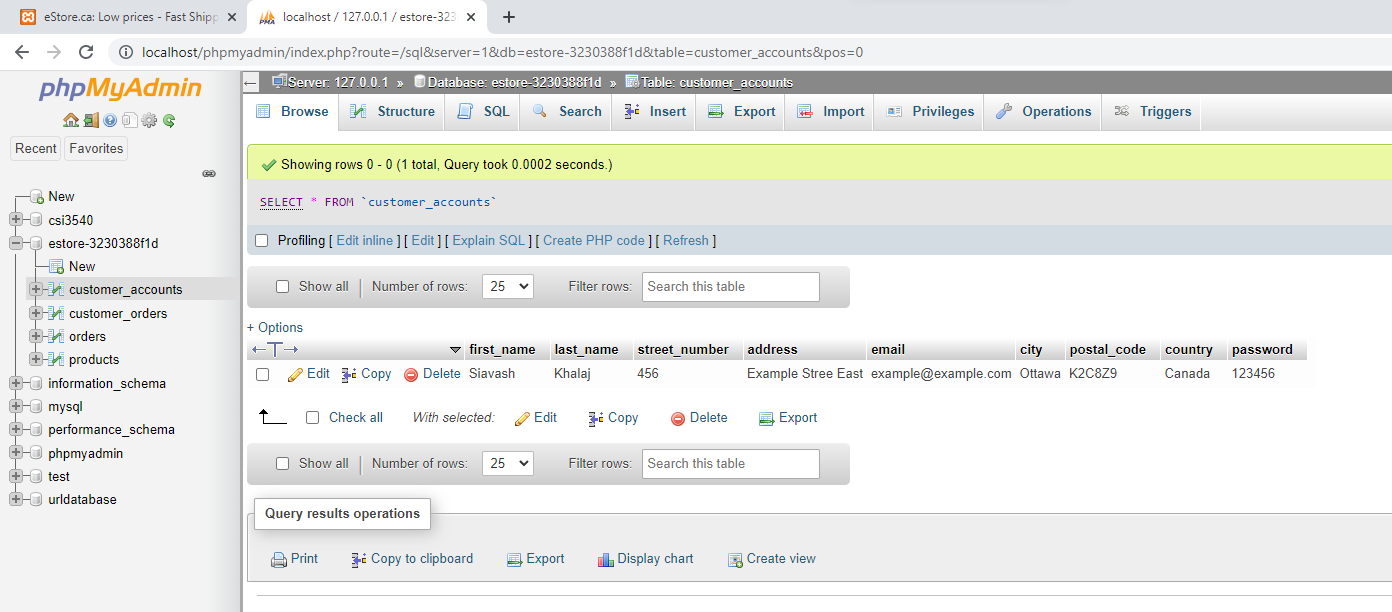 eStore.ca: Low prices - Fast Shipp
localhost / 127.0.0.1 / estore-323
localhost/phpmyadmin/index.php?route=/sql&server=1&db=estore-3230388f1d&table=customer_accounts&pos=0
phpMyAdmin
Recent Favorites
New
csi3540
estore-3230388f1d
New
customer_accounts
customer_orders
orders
products
information_schema
mysql
performance_schema
phpmyadmin
test
urldatabase
Server: 127.0.0.1 » Database: estore-3230388f1d » Table: customer_accounts
Browse Structure SQL Search Insert Export Import Privileges Operations Triggers
Showing rows 0 - 0 (1 total, Query took 0.0002 seconds.)
SELECT * FROM `customer_accounts`
Profiling [ Edit inline ] [ Edit ] [ Explain SQL ] [ Create PHP code ] [ Refresh ]
Show all | Number of rows: 25 Filter rows: Search this table
+ Options
←T→ first_name last_name street_number address email city postal_code country password
Edit Copy Delete Siavash Khalaj 456 Example Stree East example@example.com Ottawa K2C8Z9 Canada 123456
Check all With selected: Edit Copy Delete Export
Show all | Number of rows: 25 Filter rows: Search this table
Query results operations
Print Copy to clipboard Export Display chart Create view